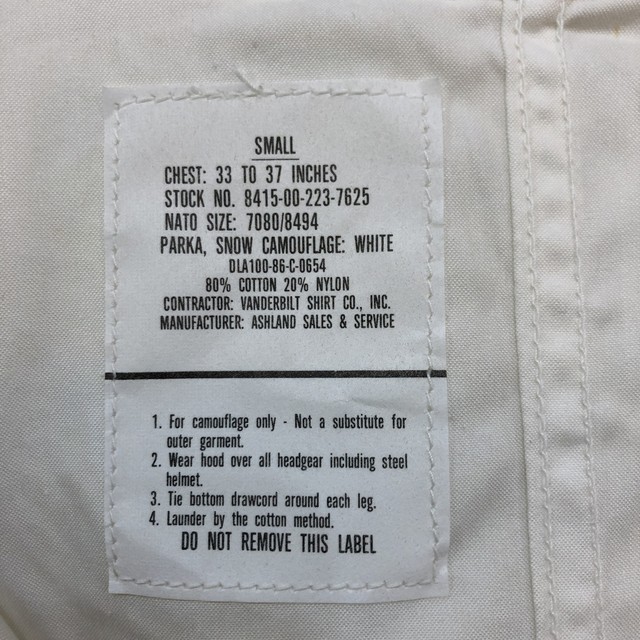 SMALL
CHEST: 33 TO 37 INCHES
STOCK NO. 8415-00-223-7625
NATO SIZE: 7080/8494
PARKA, SNOW CAMOUFLAGE: WHITE
DLA100-86-C-0654
80% COTTON 20% NYLON
CONTRACTOR: VANDERBILT SHIRT CO., INC.
MANUFACTURER: ASHLAND SALES & SERVICE
1. For camouflage only - Not a substitute for
outer garment.
2. Wear hood over all headgear including steel
helmet.
3. Tie bottom drawcord around each leg.
4. Launder by the cotton method.
DO NOT REMOVE THIS LABEL